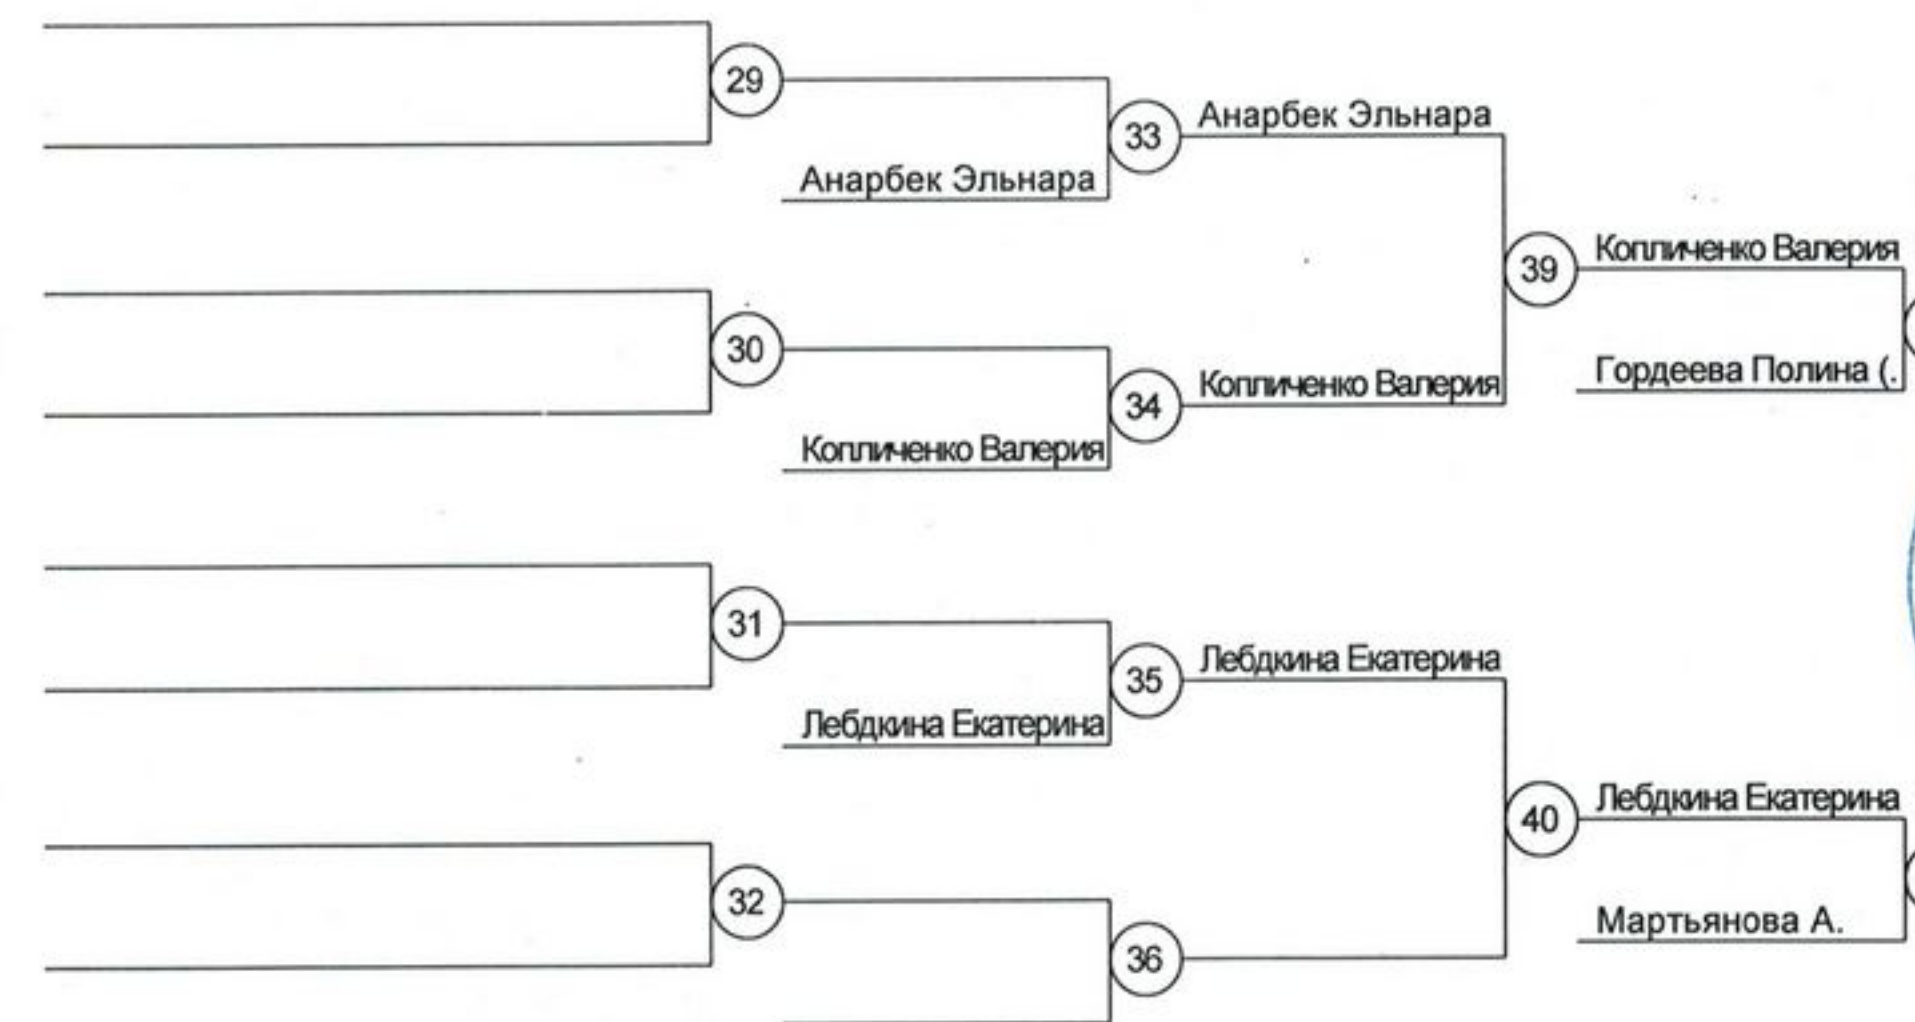 29
Анарбек Эльнара
33
Анарбек Эльнара
30
Копличенко Валерия
34
Копличенко Валерия
39
Копличенко Валерия
Гордеева Полина (.
31
Лебдкина Екатерина
35
Лебдкина Екатерина
40
Лебдкина Екатерина
Мартьянова А.
32
36